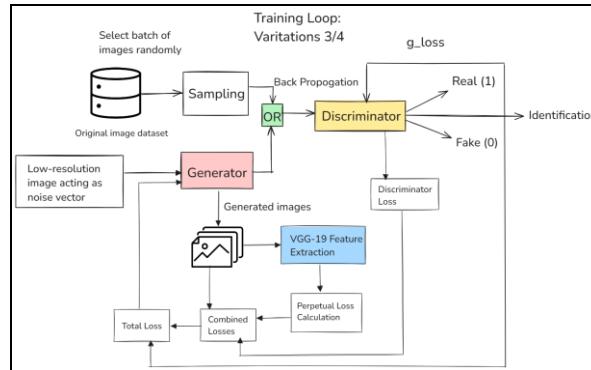 Training Loop:
Varitations 3/4
Select batch of
images randomly
g_loss
Back Propogation
Real (1)
Sampling
OR
Discriminator
Identification
Original image dataset
Fake (0)
Low-resolution
image acting as
noise vector
Generator
Discriminator
Loss
Generated images
VGG-19 Feature
Extraction
Perpetual Loss
Calculation
Total Loss
Combined
Losses